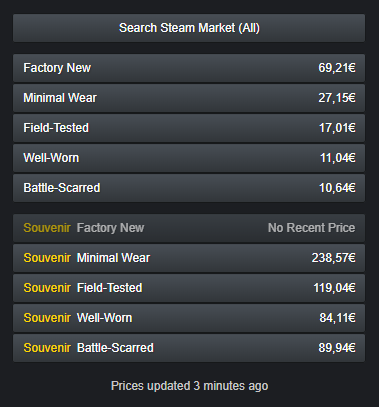 Search Steam Market (All)
Factory New 69,21€
Minimal Wear 27,15€
Field-Tested 17,01€
Well-Worn 11,04€
Battle-Scarred 10,64€
Souvenir Factory New No Recent Price
Souvenir Minimal Wear 238,57€
Souvenir Field-Tested 119,04€
Souvenir Well-Worn 84,11€
Souvenir Battle-Scarred 89,94€
Prices updated 3 minutes ago